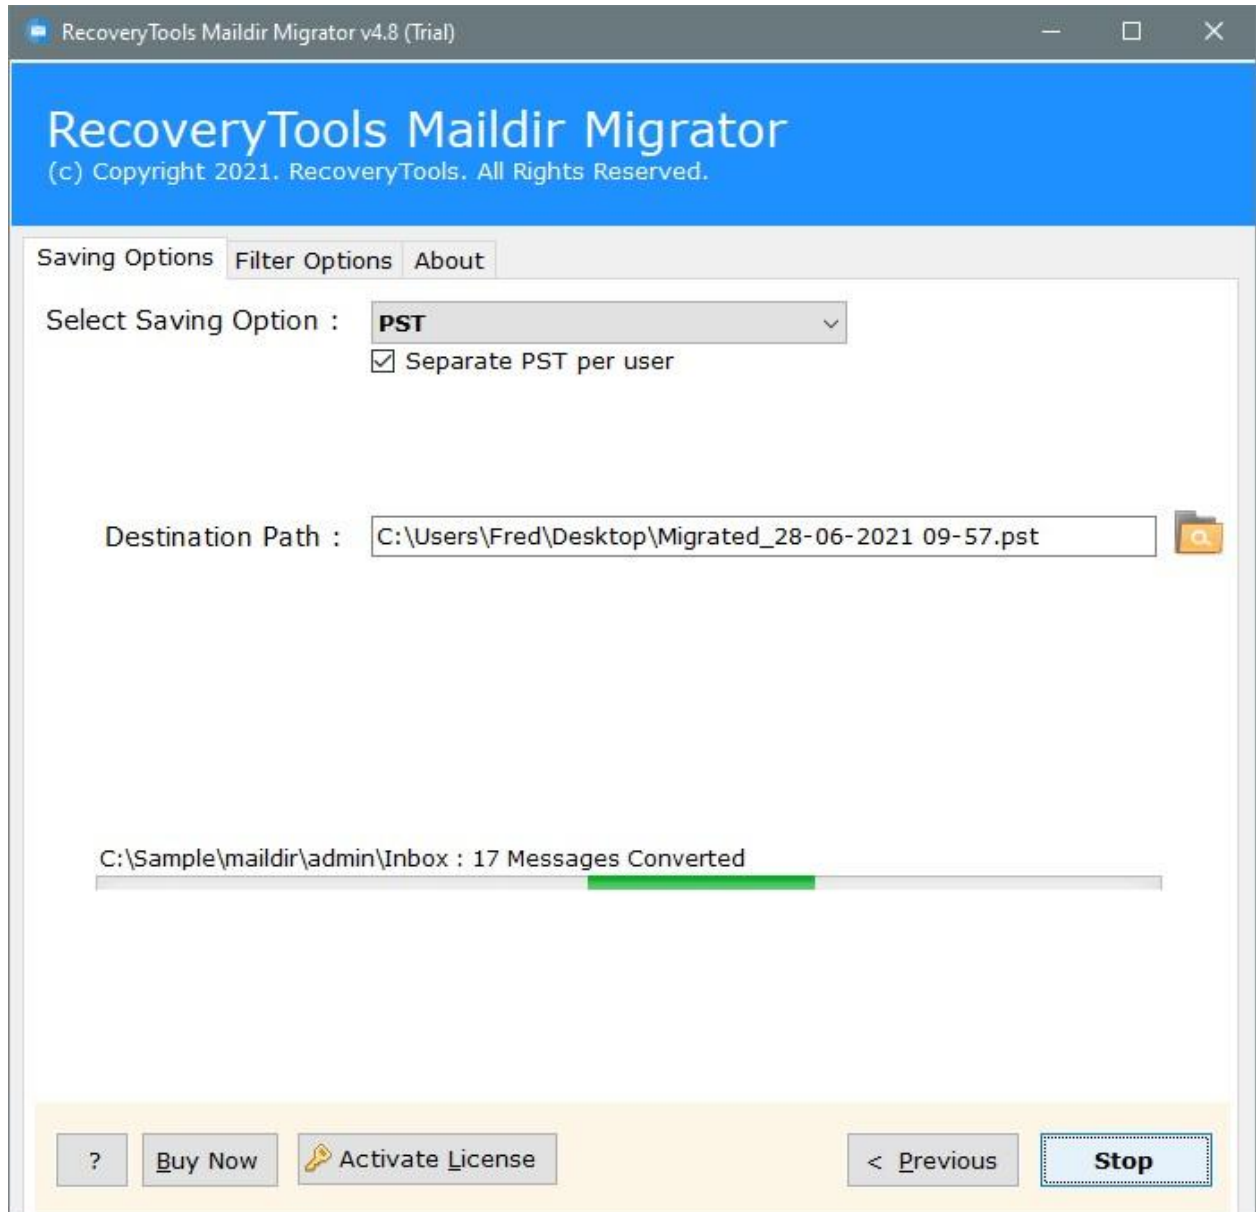 RecoveryTools Maildir Migrator v4.8 (Trial)
RecoveryTools Maildir Migrator
(c) Copyright 2021. RecoveryTools. All Rights Reserved.
Saving Options Filter Options About
Select Saving Option : PST
Separate PST per user
Destination Path : C:\Users\Fred\Desktop\Migrated_28-06-2021 09-57.pst
C:\Sample\maildir\admin\Inbox : 17 Messages Converted
? Buy Now Activate License < Previous Stop